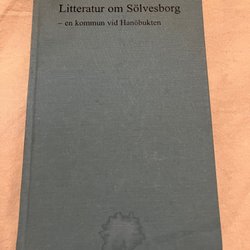 Litteratur om Sölvesborg
– en kommun vid Hanöbukten